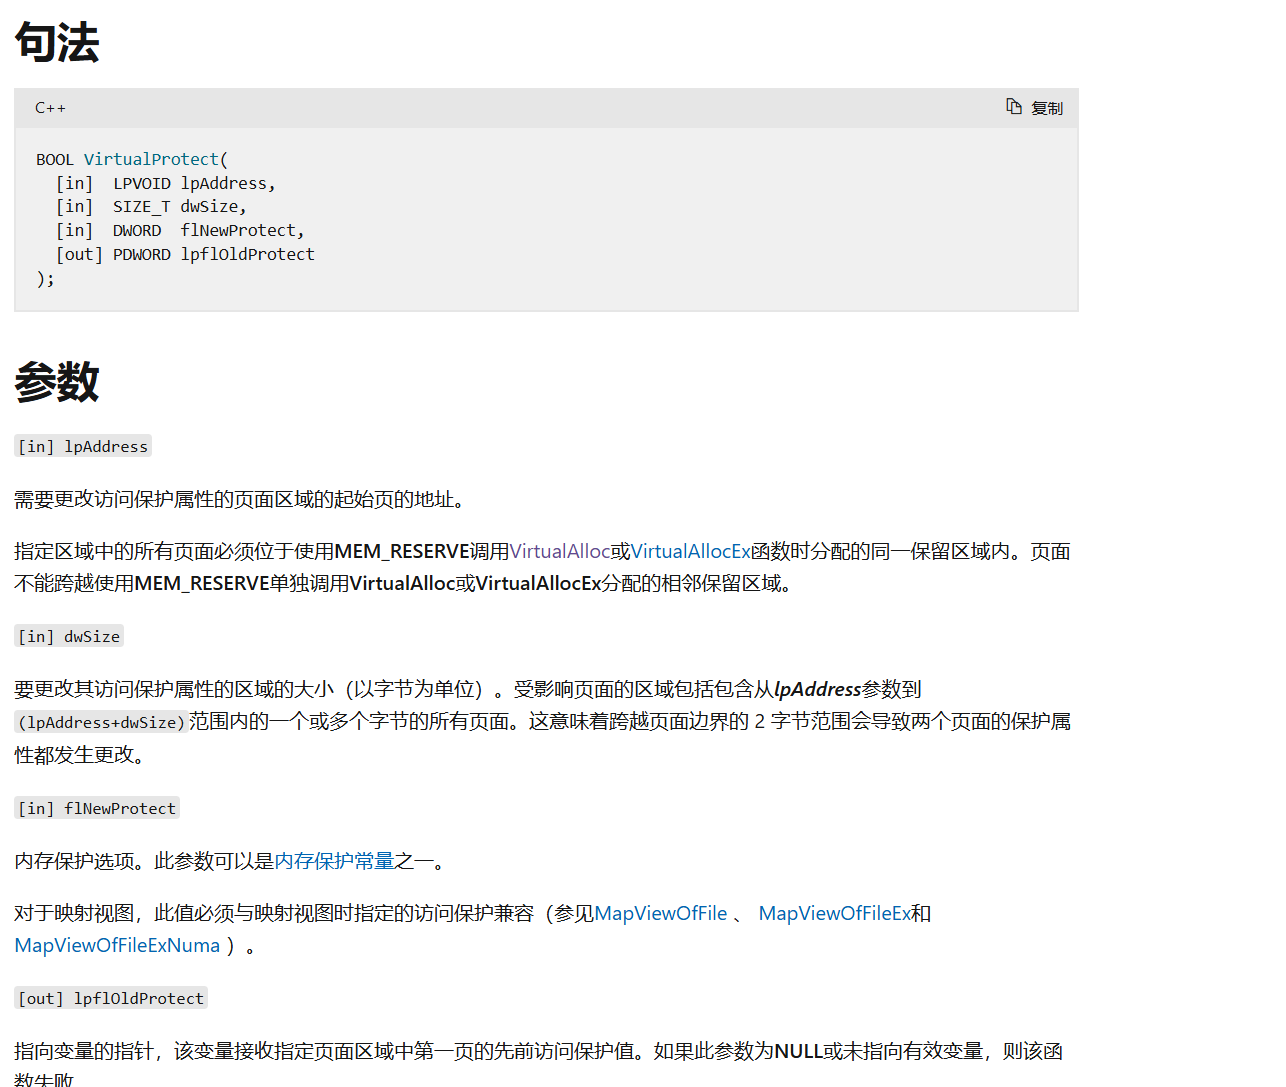 句法
C++
复制
BOOL VirtualProtect(
  [in]  LPVOID lpAddress,
  [in]  SIZE_T dwSize,
  [in]  DWORD  flNewProtect,
  [out] PDWORD lpflOldProtect
);
参数
[in] lpAddress
需要更改访问保护属性的页面区域的起始页的地址。
指定区域中的所有页面必须位于使用MEM_RESERVE调用VirtualAlloc或VirtualAllocEx函数时分配的同一保留区域内。页面
不能跨越使用MEM_RESERVE单独调用VirtualAlloc或VirtualAllocEx分配的相邻保留区域。
[in] dwSize
要更改其访问保护属性的区域的大小（以字节为单位）。受影响页面的区域包括包含从lpAddress参数到
(lpAddress+dwSize)范围内的一个或多个字节的所有页面。这意味着跨越页面边界的 2 字节范围会导致两个页面的保护属
性都发生更改。
[in] flNewProtect
内存保护选项。此参数可以是内存保护常量之一。
对于映射视图，此值必须与映射视图时指定的访问保护兼容（参见MapViewOfFile 、 MapViewOfFileEx和
MapViewOfFileExNuma ）。
[out] lpflOldProtect
指向变量的指针，该变量接收指定页面区域中第一页的先前访问保护值。如果此参数为NULL或未指向有效变量，则该函
数失败